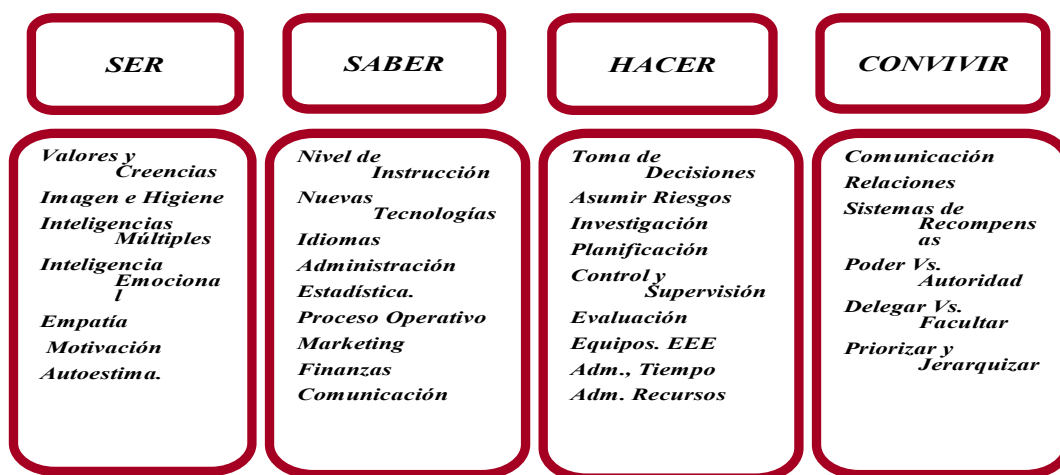 SER
SABER
HACER
CONVIVIR
Valores y
Creencias
Imagen e Higiene
Inteligencias
Múltiples
Inteligencia
Emociona
l
Empatía
Motivación
Autoestima.
Nivel de
Instrucción
Nuevas
Tecnologías
Idiomas
Administración
Estadística.
Proceso Operativo
Marketing
Finanzas
Comunicación
Toma de
Decisiones
Asumir Riesgos
Investigación
Planificación
Control y
Supervisión
Evaluación
Equipos. EEE
Adm., Tiempo
Adm. Recursos
Comunicación
Relaciones
Sistemas de
Recompens
as
Poder Vs.
Autoridad
Delegar Vs.
Facultar
Priorizar y
Jerarquizar